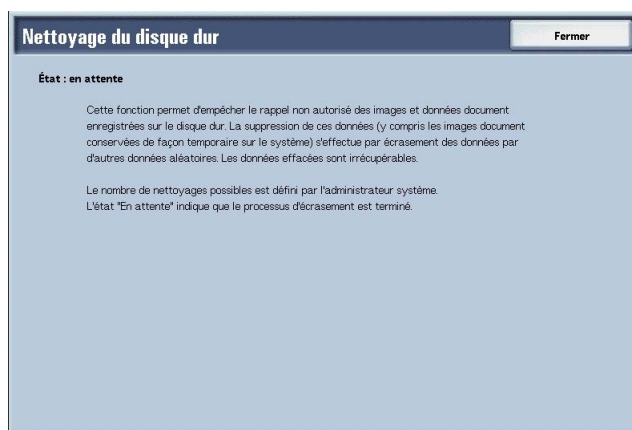 Nettoyage du disque dur
Fermer
État : en attente
Cette fonction permet d'empêcher le rappel non autorisé des images et données document
enregistrées sur le disque dur. La suppression de ces données (y compris les images document
conservées de façon temporaire sur le système) s'effectue par écrasement des données par
d'autres données aléatoires. Les données effacées sont irrécupérables.
Le nombre de nettoyages possibles est défini par l'administrateur système.
L'état "En attente" indique que le processus d'écrasement est terminé.